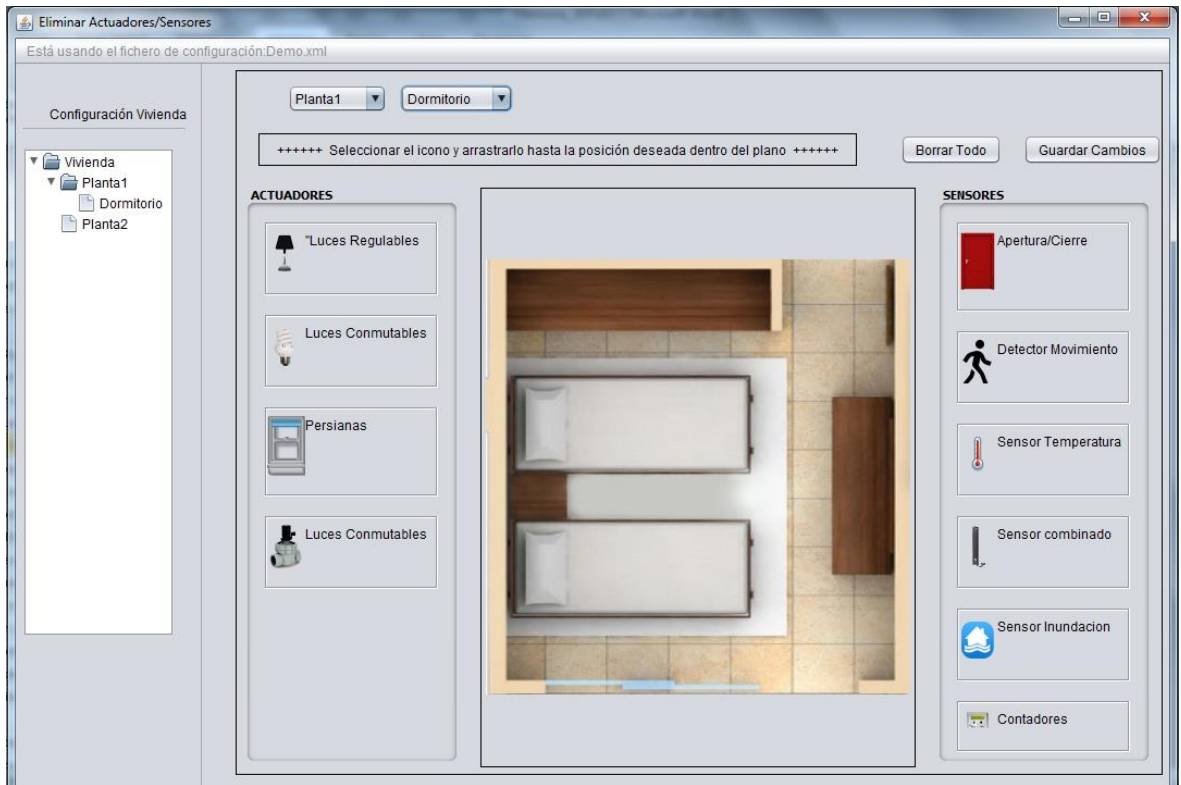 Eliminar Actuadores/Sensores
Está usando el fichero de configuración:Demo.xml
Planta1
Dormitorio
Configuración Vivienda
++++++ Seleccionar el icono y arrastrarlo hasta la posición deseada dentro del plano ++++++
Borrar Todo
Guardar Cambios
Vivienda
Planta1
Dormitorio
Planta2
ACTUADORES
"Luces Regulables
Luces Conmutables
Persianas
Luces Conmutables
SENSORES
Apertura/Cierre
Detector Movimiento
Sensor Temperatura
Sensor combinado
Sensor Inundacion
Contadores